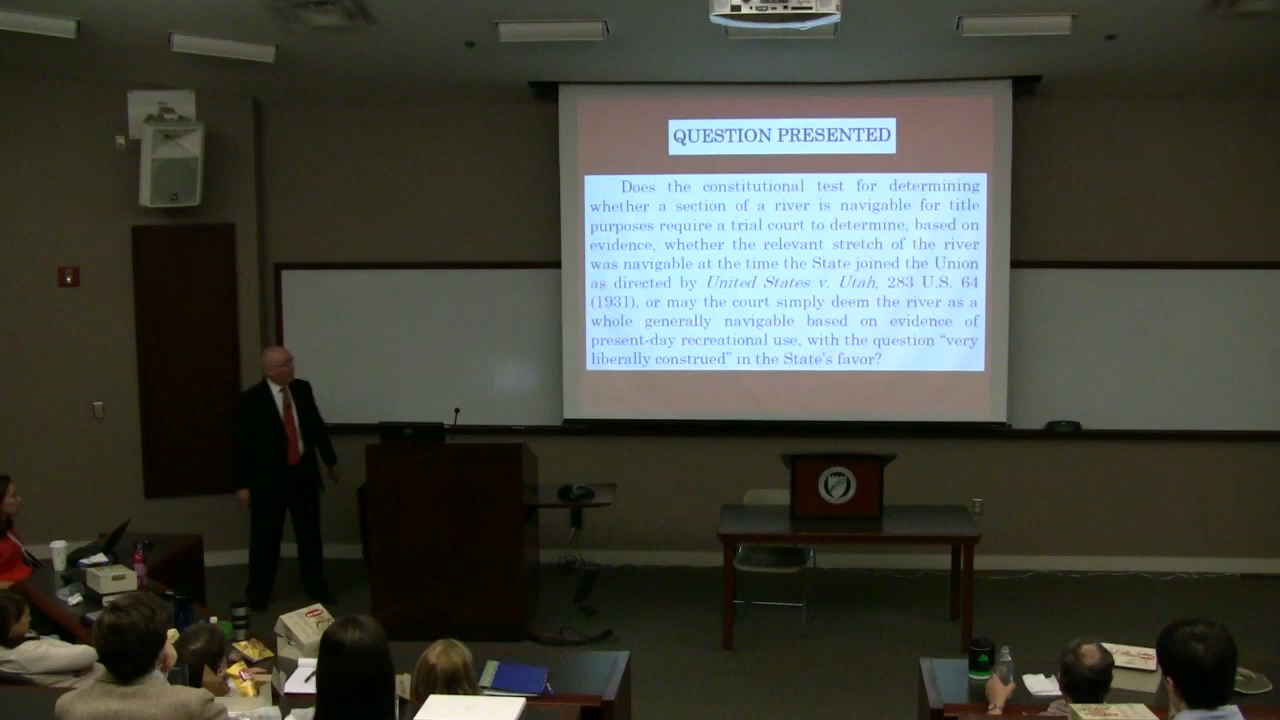 QUESTION PRESENTED
Does the constitutional test for determining
whether a section of a river is navigable for title
purposes require a trial court to determine, based on
evidence, whether the relevant stretch of the river
was navigable at the time the State joined the Union
as directed by United States v. Utah, 283 U.S. 64
(1931), or may the court simply deem the river as a
whole generally navigable based on evidence of
present-day recreational use, with the question “very
liberally construed” in the State’s favor?